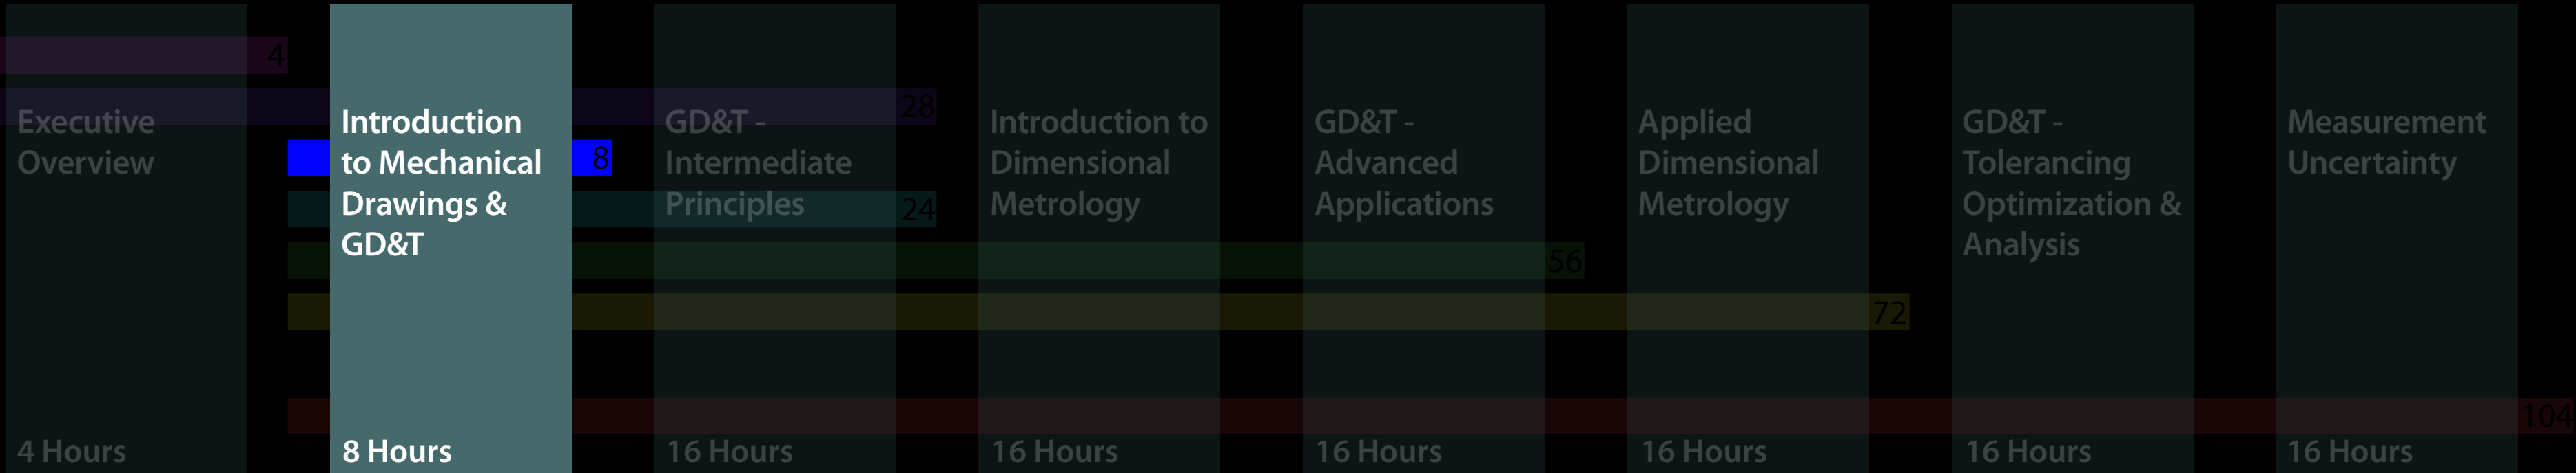 4
Executive
Overview
4 Hours
Introduction
to Mechanical
Drawings &
GD&T
8 Hours
8
GD&T -
Intermediate
Principles
16 Hours
28
24
Introduction to
Dimensional
Metrology
16 Hours
GD&T -
Advanced
Applications
16 Hours
56
Applied
Dimensional
Metrology
16 Hours
72
GD&T -
Tolerancing
Optimization &
Analysis
16 Hours
Measurement
Uncertainty
16 Hours
104